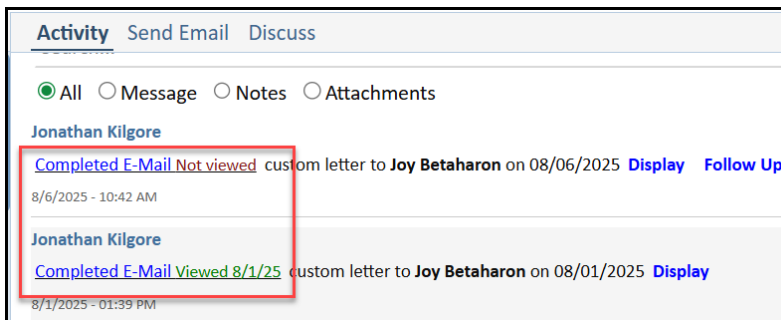 Activity Send Email Discuss
All Message Notes Attachments
Jonathan Kilgore
Completed E-Mail Not viewed custom letter to Joy Betaharon on 08/06/2025 Display Follow Up
8/6/2025 - 10:42 AM
Jonathan Kilgore
Completed E-Mail Viewed 8/1/25 custom letter to Joy Betaharon on 08/01/2025 Display
8/1/2025 - 01:39 PM